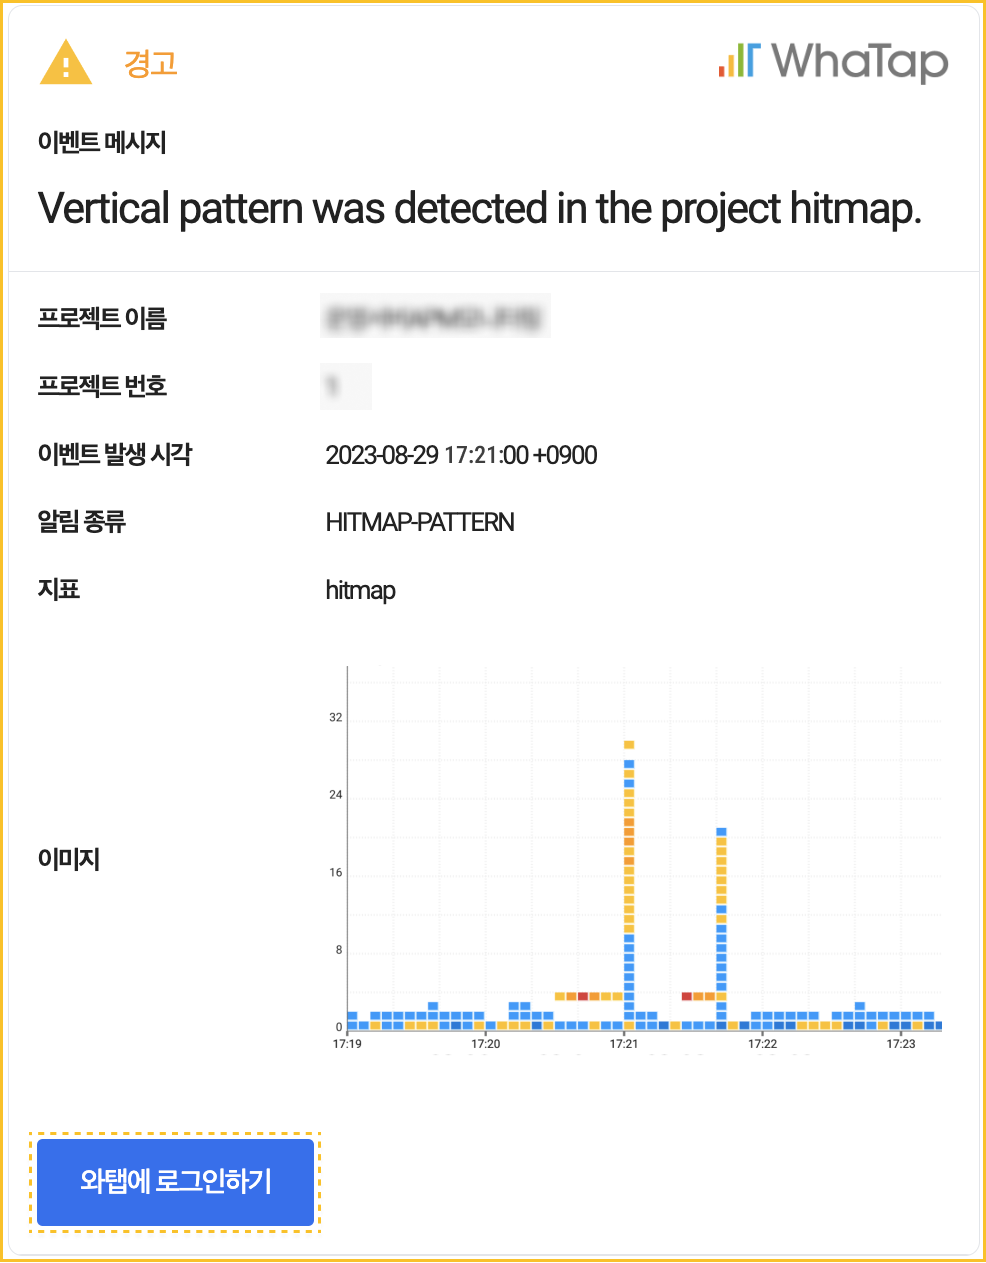 경고
WhaTap
이벤트 메시지
Vertical pattern was detected in the project hitmap.
프로젝트 이름
프로젝트 번호
이벤트 발생 시각 2023-08-29 17:21:00 +0900
알림 종류 HITMAP-PATTERN
지표 hitmap
이미지
32
24
16
8
0
17:19 17:20 17:21 17:22 17:23
와탭에 로그인하기